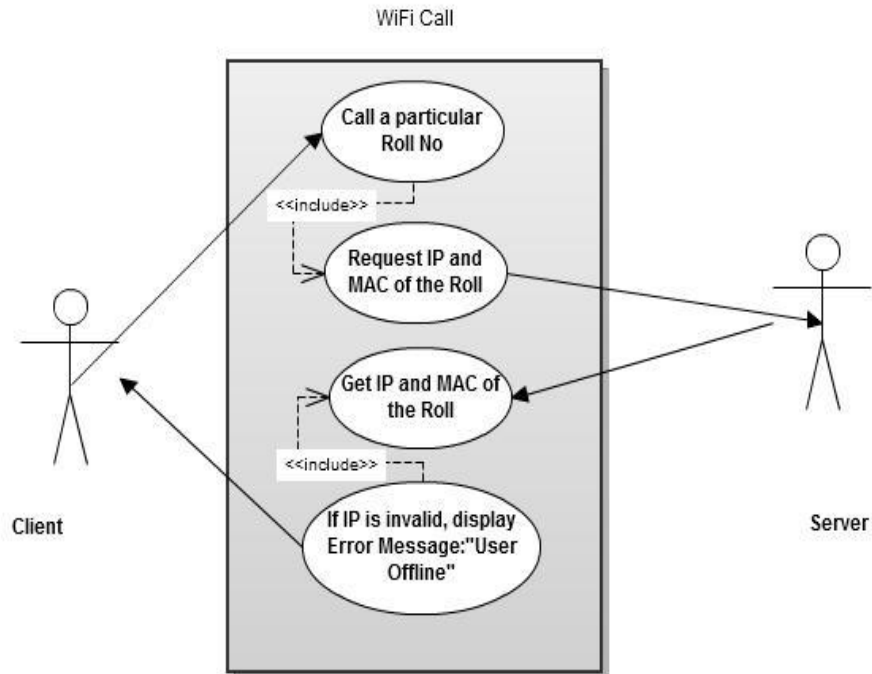 WiFi Call
Call a particular
Roll No
<<include>>
Request IP and
MAC of the Roll
Get IP and MAC of
the Roll
<<include>>
If IP is invalid, display
Error Message:"User
Offline"
Client
Server